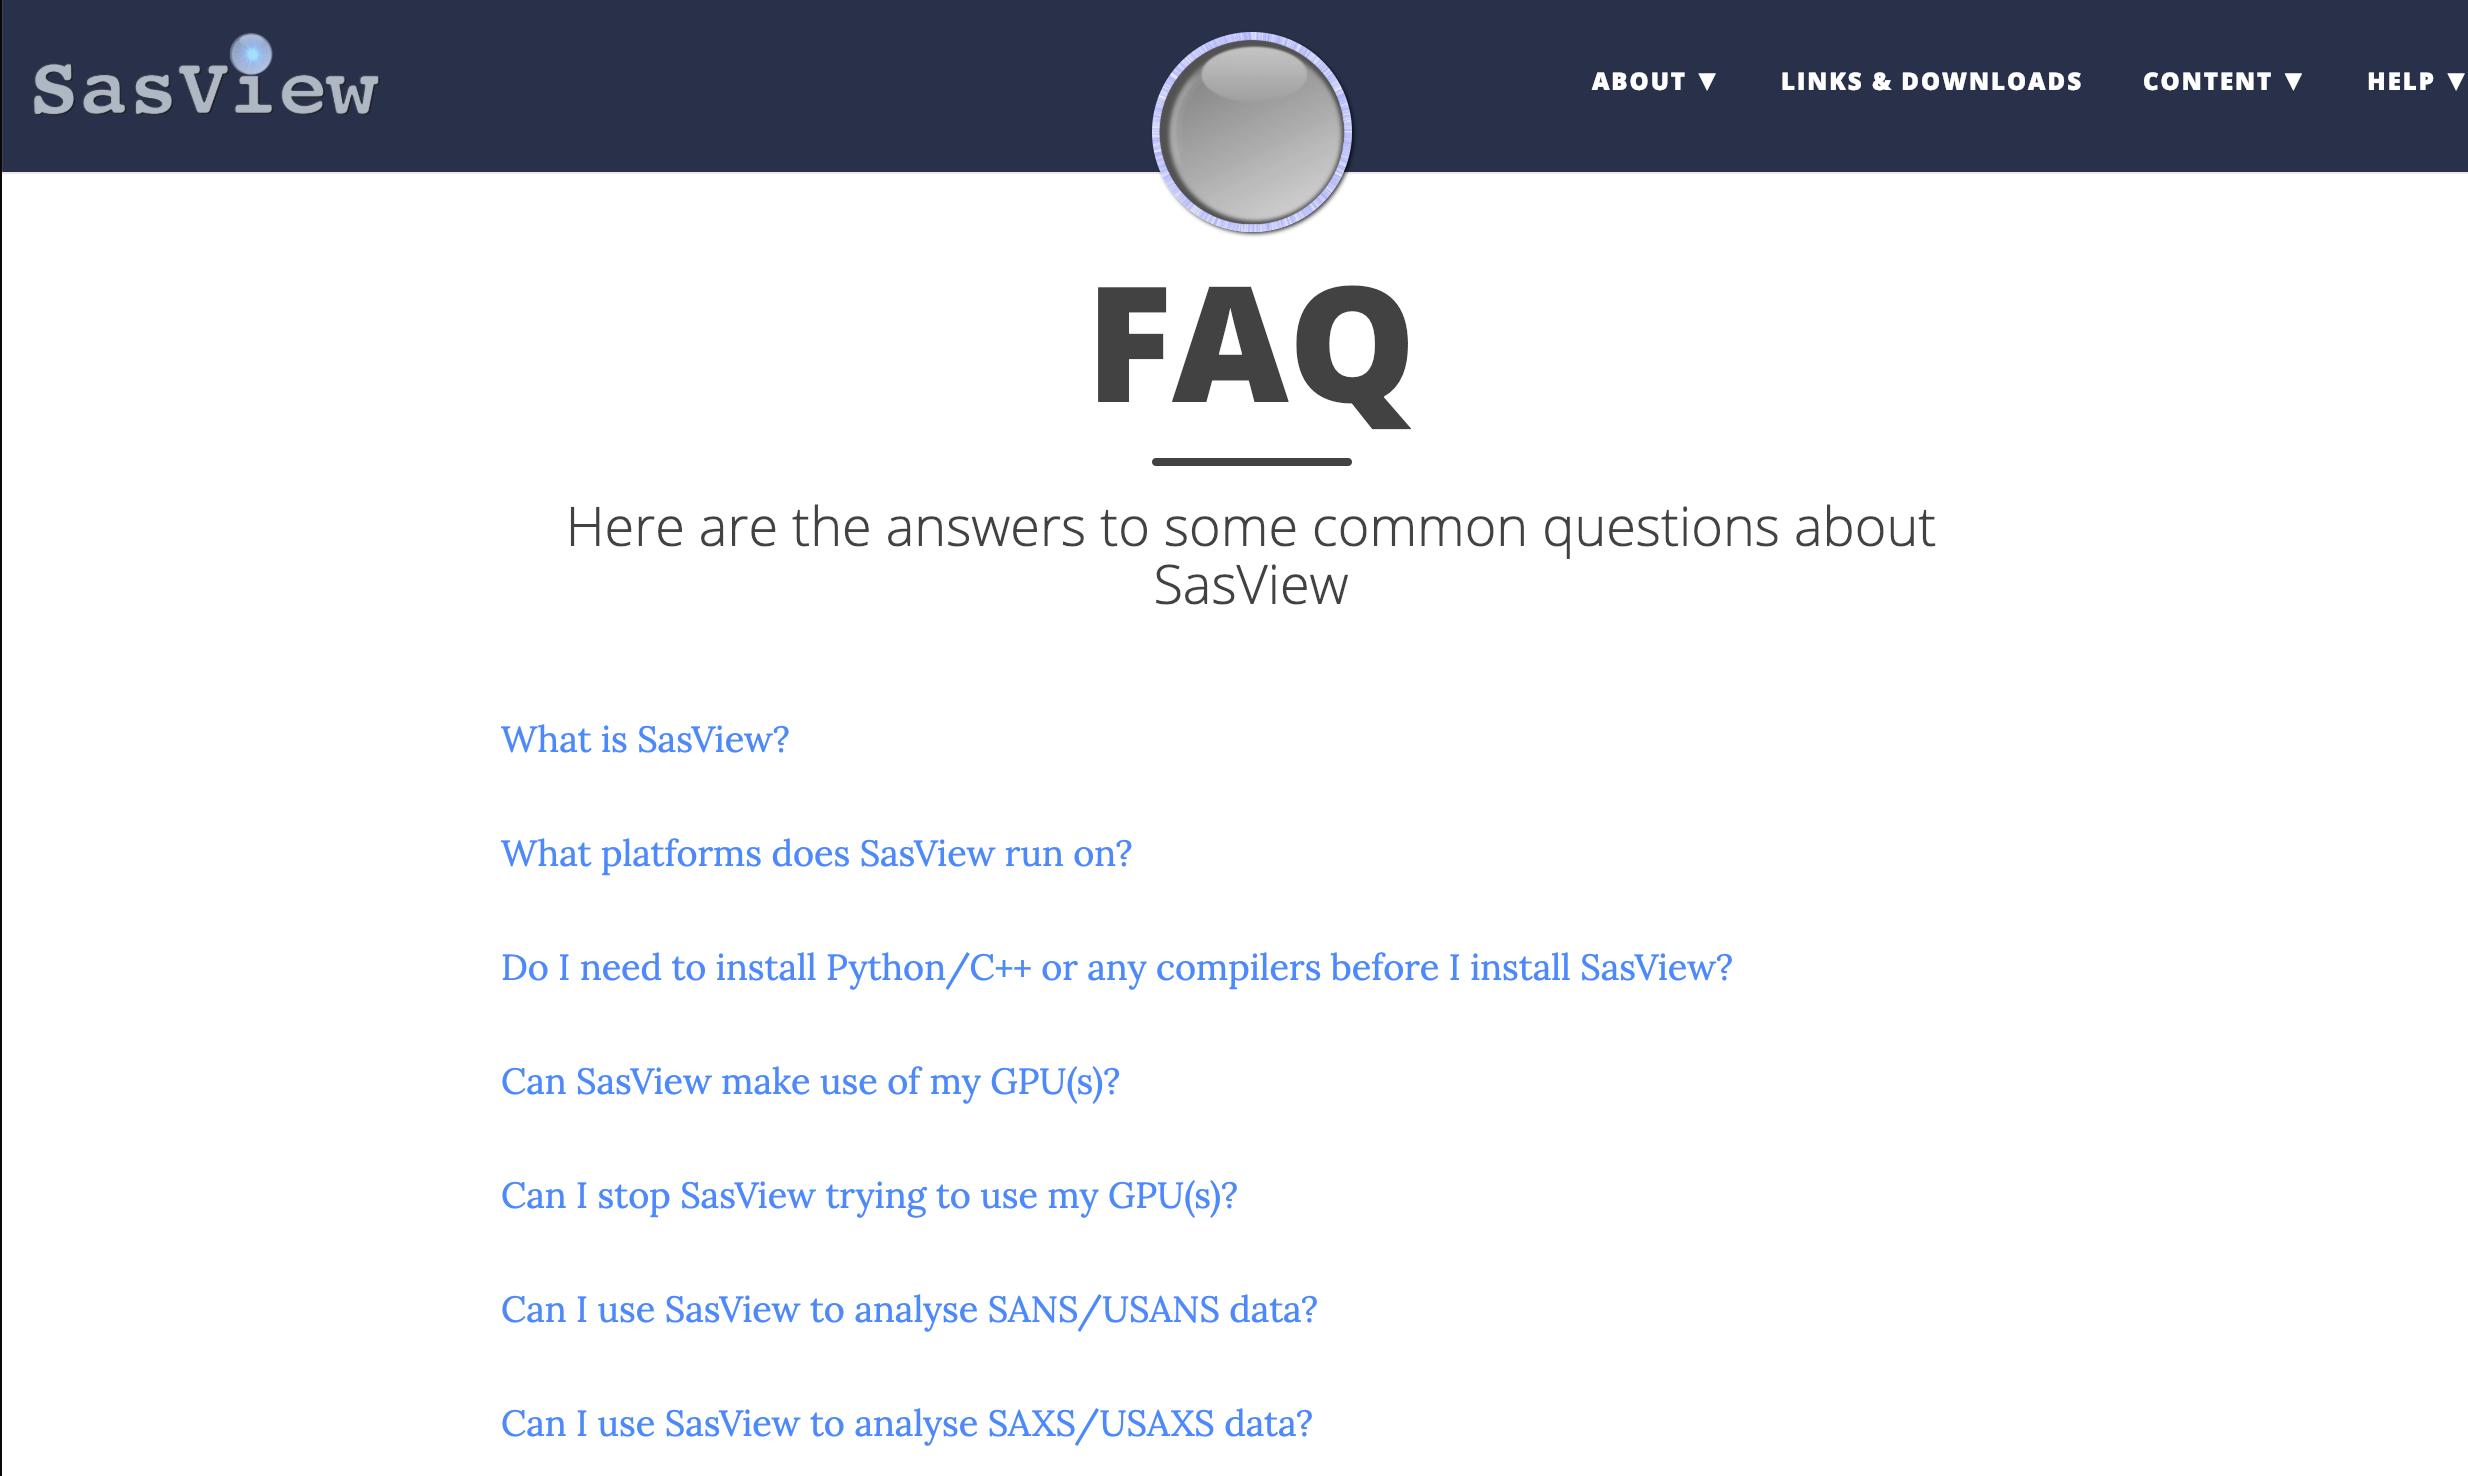 SasView
ABOUT ▼ LINKS & DOWNLOADS CONTENT ▼ HELP ▼
FAQ
Here are the answers to some common questions about
SasView
What is SasView?
What platforms does SasView run on?
Do I need to install Python/C++ or any compilers before I install SasView?
Can SasView make use of my GPU(s)?
Can I stop SasView trying to use my GPU(s)?
Can I use SasView to analyse SANS/USANS data?
Can I use SasView to analyse SAXS/USAXS data?